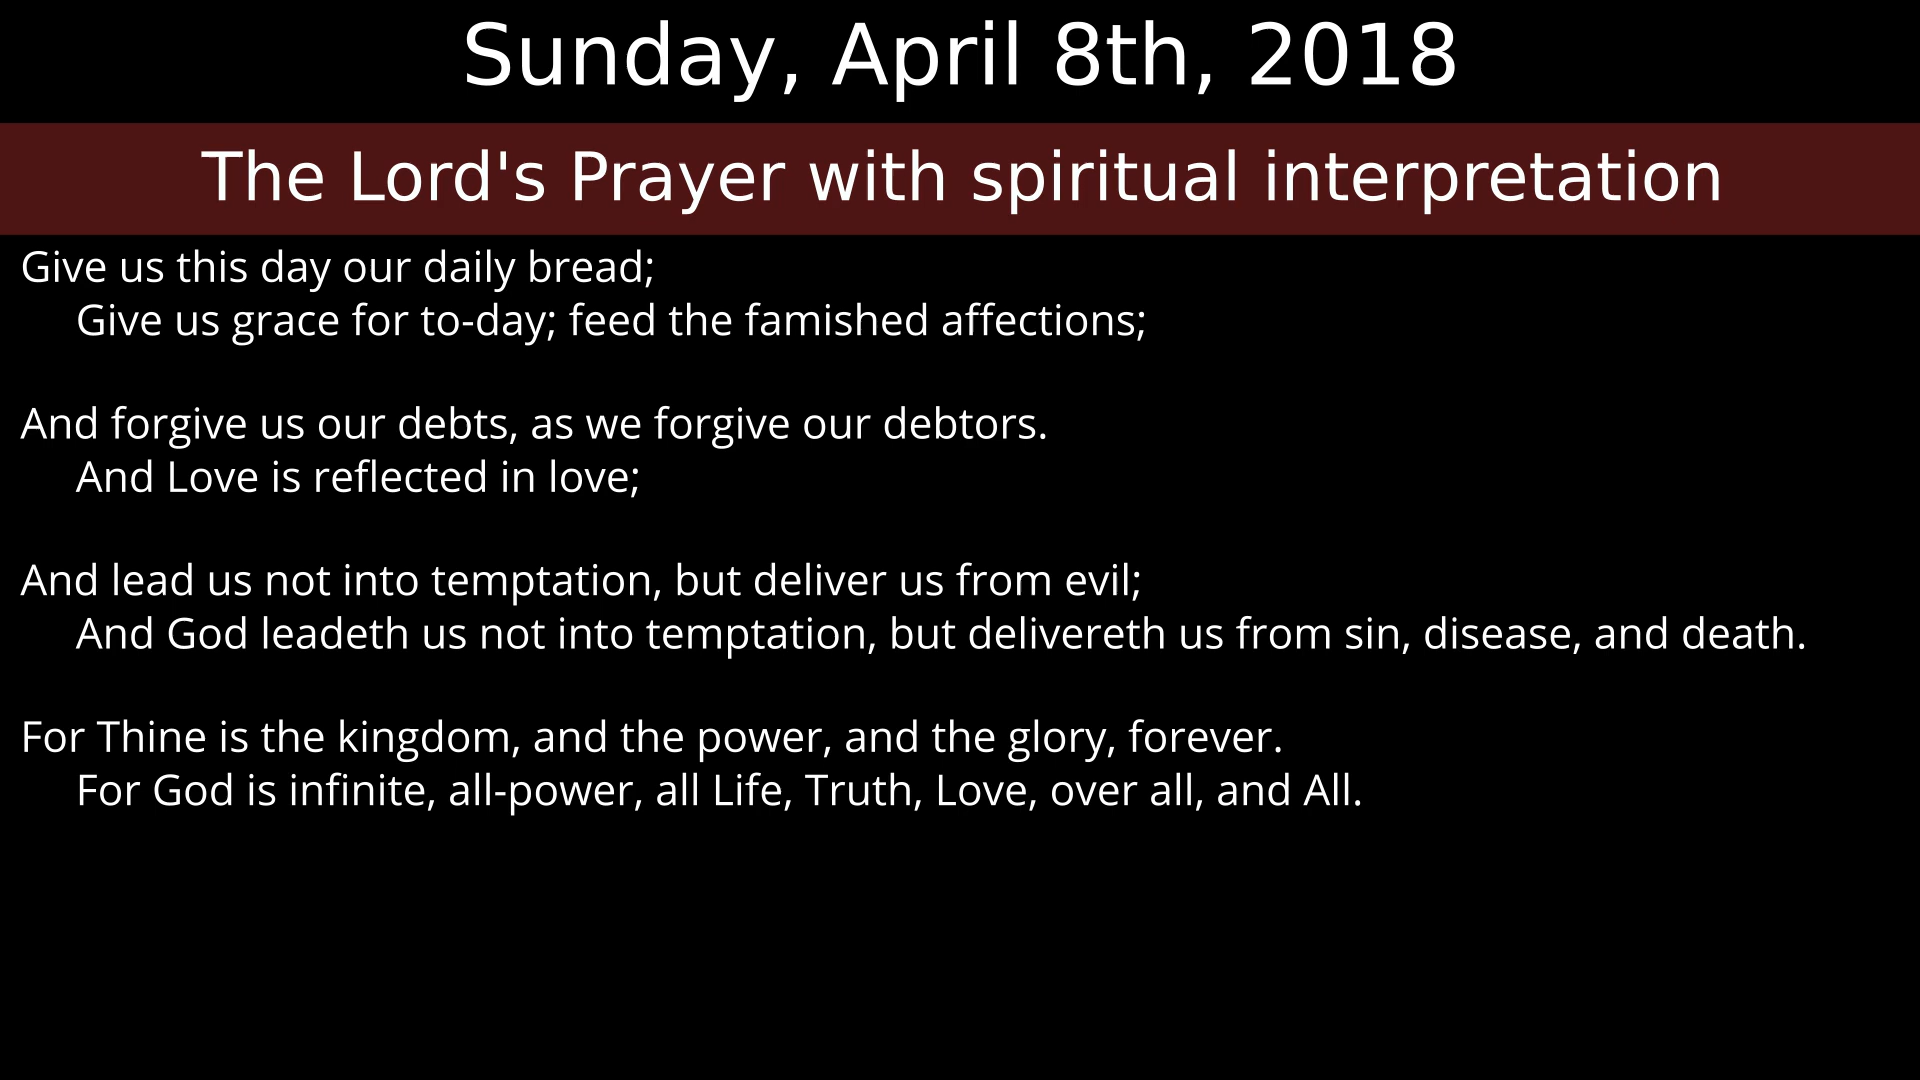 Sunday, April 8th, 2018
The Lord's Prayer with spiritual interpretation
Give us this day our daily bread;
Give us grace for to-day; feed the famished affections;
And forgive us our debts, as we forgive our debtors.
And Love is reflected in love;
And lead us not into temptation, but deliver us from evil;
And God leadeth us not into temptation, but delivereth us from sin, disease, and death.
For Thine is the kingdom, and the power, and the glory, forever.
For God is infinite, all-power, all Life, Truth, Love, over all, and All.